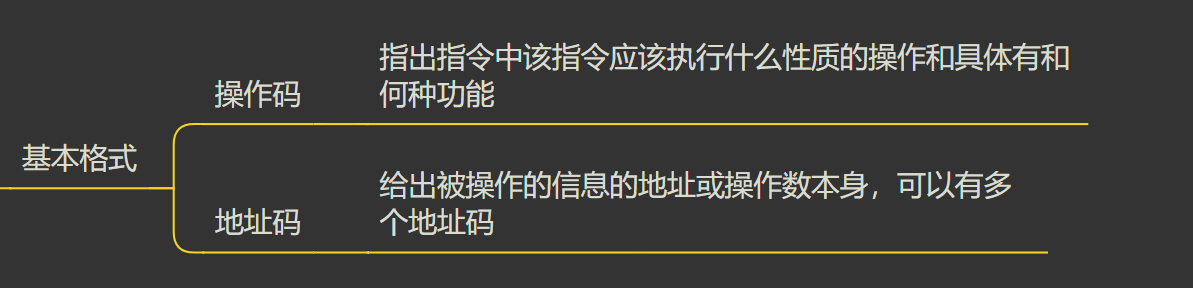 基本格式
操作码
指出指令中该指令应该执行什么性质的操作和具体有和
何种功能
地址码
给出被操作的信息的地址或操作数本身，可以有多
个地址码